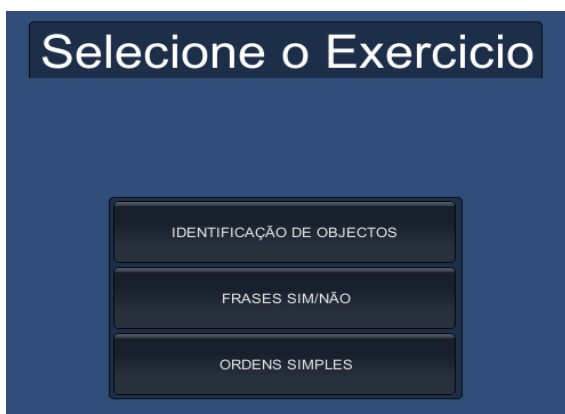 Selecione o Exercicio
IDENTIFICAÇÃO DE OBJECTOS
FRASES SIM/NÃO
ORDENS SIMPLES